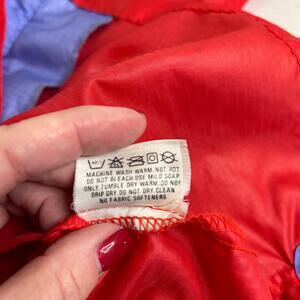 MACHINE WASH WARM, NOT HOT
DO NOT BLEACH USE MILD SOAP
ONLY TUMBLE DRY WARM. DO NOT
DRIP DRY DO NOT DRY CLEAN
NO FABRIC SOFTENERS